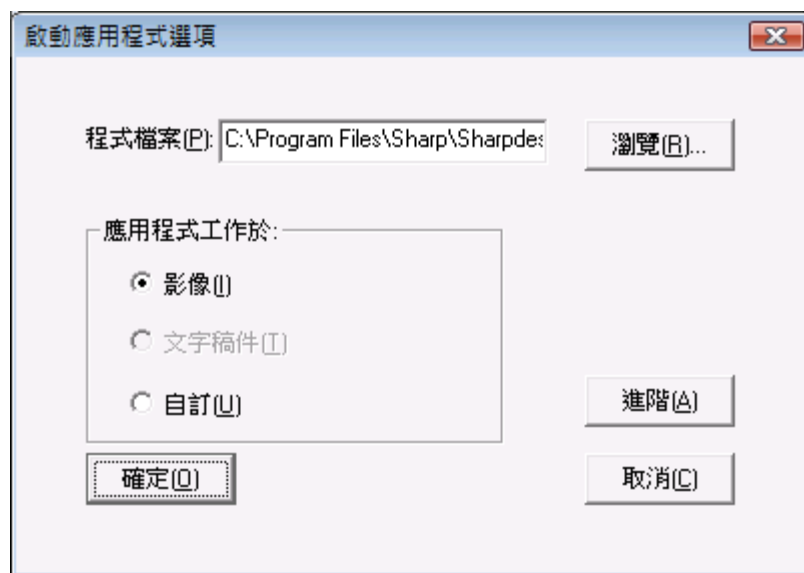 啟動應用程式選項
程式檔案(P): C:\Program Files\Sharp\Sharpdes 瀏覽(R)...
應用程式工作於:
影像(I)
文字稿件(T)
自訂(U)
進階(A)
確定(O)
取消(C)